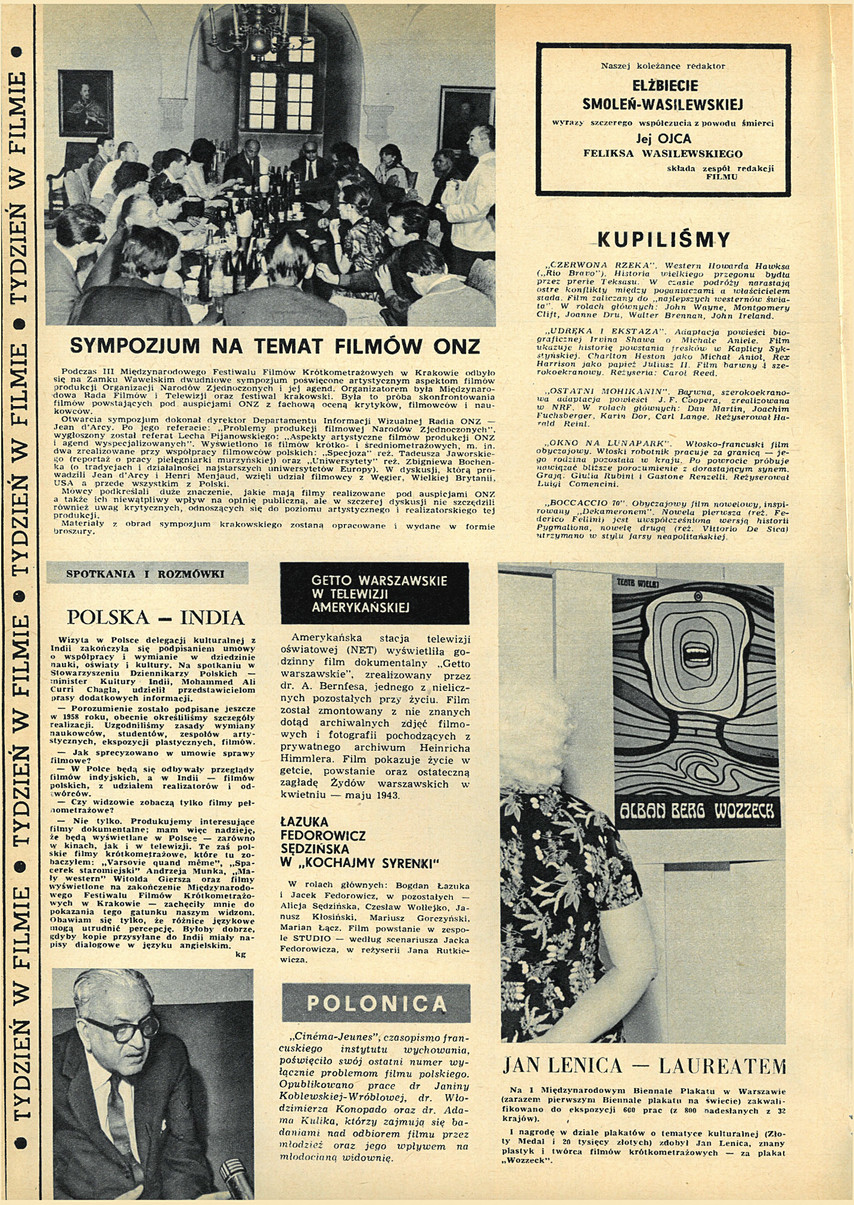 ● TYDZIEŃ W FILMIE ● TYDZIEŃ W FILMIE ● TYDZIEŃ W FILMIE ● TYDZIEŃ W FILMIE ●
SYMPOZJUM NA TEMAT FILMÓW ONZ
Podczas III Międzynarodowego Festiwalu Filmów Krótkometrażowych w Krakowie odbyło
się na Zamku Wawelskim dwudniowe sympozjum poświęcone artystycznym aspektom filmów
produkcji Organizacji Narodów Zjednoczonych i jej agend. Organizatorem była Międzynaro-
dowa Rada Filmów i Telewizji oraz festiwal krakowski. Była to próba skonfrontowania
filmów powstających pod auspicjami ONZ z fachową oceną krytyków, filmowców i nau-
kowców.
Otwarcia sympozjum dokonał dyrektor Departamentu Informacji Wizualnej Radia ONZ —
Jean d'Arcy. Po jego referacie: „Problemy produkcji filmowej Narodów Zjednoczonych",
wygłoszony został referat Lecha Pijanowskiego: „Aspekty artystyczne filmów produkcji ONZ
i agend wyspecjalizowanych". Wyświetlono 16 filmów krótko- i średniometrażowych, m. in.
dwa zrealizowane przy współpracy filmowców polskich: „Specjoza" reż. Tadeusza Jaworskie-
go (reportaż o pracy pielęgniarki murzyńskiej) oraz "Uniwersytety" reż. Zbigniewa Bochen-
ka (o tradycjach i działalności najstarszych uniwersytetów Europy). W dyskusji, którą pro-
wadzili Jean d'Arcy i Henri Menjaud, wzięli udział filmowcy z Węgier, Wielkiej Brytanii,
USA a przede wszystkim z Polski.
Mówcy podkreślali duże znaczenie, jakie mają filmy realizowane pod auspicjami ONZ
a także ich niewątpliwy wpływ na opinię publiczną, ale w szerzej dyskusji nie szczędzili
również uwag krytycznych, odnoszących się do poziomu artystycznego i realizatorskiego tej
produkcji.
Materiały z obrad sympozjum krakowskiego zostaną opracowane i wydane w formie
broszury.
Naszej koleżance redaktor
ELŻBIECIE
SMOLEŃ-WASILEWSKIEJ
wyrazy szczerego współczucia z powodu śmierci
Jej OJCA
FELIKSA WASILEWSKIEGO
składa zespół redakcji
FILMU
KUPILIŚMY
„CZERWONA RZEKA". Western Howarda Hawksa
(„Rio Bravo"). Historia wielkiego przegonu bydła
przez prerie Teksasu. W czasie podróży narastają
ostre konflikty między poganiaczami a właścicielem
stada. Film zaliczany do „najlepszych westernów świa-
ta". W rolach głównych: John Wayne, Montgomery
Clift, Joanne Dru, Walter Brennan, John Ireland.
„UDRĘKA I EKSTAZA". Adaptacja powieści bio-
graficznej Irvina Shawa o Michale Aniele. Film
ukazuje historię powstania fresków w Kaplicy Syk-
styńskiej. Charlton Heston jako Michał Anioł, Rex
Harrison jako papież Juliusz II. Film barwny i sze-
rokoekranowy. Reżyseria: Carol Reed.
„OSTATNI MOHIKANIN". Barwna, szerokoekrano-
wa adaptacja powieści J. F. Coopera, zrealizowana
w NRF. W rolach głównych: Dan Martin, Joachim
Fuchsberger, Karin Dor, Carl Lange. Reżyserował Ha-
rald Reinl.
„OKNO NA LUNAPARK". Włosko-francuski film
obyczajowy. Włoski robotnik pracuje za granicą — je-
go rodzina pozostała w kraju. Po powrocie próbuje
nawiązać bliższe porozumienie z dorastającym synem.
Grają: Giulia Rubini i Gastone Renzelli. Reżyserował
Luigi Comencini.
„BOCCACCIO 70". Obyczajowy film nowelowy, inspi-
rowany „Dekameronem". Nowela pierwsza (reż. Fe-
derico Fellini) jest uwspółcześnioną wersją historii
Pygmaliona, nowelę drugą (reż. Vittorio De Sica)
utrzymano w stylu farsy neapolitańskiej.
SPOTKANIA I ROZMÓWKI
POLSKA — INDIA
Wizyta w Polsce delegacji kulturalnej z
Indii zakończyła się podpisaniem umowy
o współpracy i wymianie w dziedzinie
nauki, oświaty i kultury. Na spotkaniu w
Stowarzyszeniu Dziennikarzy Polskich —
minister Kultury Indii, Mohammed Ali
Curri Chagla, udzielił przedstawicielom
prasy dodatkowych informacji.
— Porozumienie zostało podpisane jeszcze
w 1958 roku, obecnie określiliśmy szczegóły
realizacji. Uzgodniliśmy zasady wymiany
naukowców, studentów, zespołów arty-
stycznych, ekspozycji plastycznych, filmów.
— Jak sprecyzowano w umowie sprawy
filmowe?
— W Polce będą się odbywały przeglądy
filmów indyjskich, a w Indii — filmów
polskich, z udziałem realizatorów i od-
twórców.
— Czy widzowie zobaczą tylko filmy peł-
nometrażowe?
— Nie tylko. Produkujemy interesujące
filmy dokumentalne; mam więc nadzieję,
że będą wyświetlane w Polsce — zarówno
w kinach, jak i w telewizji. Te zaś pol-
skie filmy krótkometrażowe, które tu zo-
baczyłem: „Varsovie quand même", „Spa-
cerek staromiejski" Andrzeja Munka, „Ma-
ły western" Witolda Giersza oraz filmy
wyświetlone na zakończenie Międzynarodo-
wego Festiwalu Filmów Krótkometrażo-
wych w Krakowie — zachęciły mnie do
pokazania tego gatunku naszym widzom.
Obawiam się tylko, że różnice językowe
mogą utrudnić percepcję. Byłoby dobrze,
gdyby kopie przysyłane do Indii miały na-
pisy dialogowe w języku angielskim.
kg
GETTO WARSZAWSKIE
W TELEWIZJI
AMERYKAŃSKIEJ
Amerykańska stacja telewizji
oświatowej (NET) wyświetliła go-
dzinny film dokumentalny „Getto
warszawskie", zrealizowany przez
dr. A. Bernfesa, jednego z nielicz-
nych pozostałych przy życiu. Film
został zmontowany z nie znanych
dotąd archiwalnych zdjęć filmo-
wych i fotografii pochodzących z
prywatnego archiwum Heinricha
Himmlera. Film pokazuje życie w
getcie, powstanie oraz ostateczną
zagładę Żydów warszawskich w
kwietniu — maju 1943.
ŁAZUKA
FEDOROWICZ
SĘDZIŃSKA
W „KOCHAJMY SYRENKI"
W rolach głównych: Bogdan Łazuka
i Jacek Fedorowicz, w pozostałych —
Alicja Sędzińska, Czesław Wołłejko, Ja-
nusz Kłosiński, Mariusz Gorczyński,
Marian Łącz. Film powstanie w zespo-
le STUDIO — według scenariusza Jacka
Fedorowicza, w reżyserii Jana Rutkie-
wicza.
POLONICA
„Cinéma-Jeunes", czasopismo fran-
cuskiego instytutu wychowania,
poświęciło swój ostatni numer wy-
łącznie problemom filmu polskiego.
Opublikowano prace dr Janiny
Koblewskiej-Wróblowej, dr. Wło-
dzimierza Konopado oraz dr. Ada-
ma Kulika, którzy zajmują się ba-
daniami nad odbiorem filmu przez
młodzież oraz jego wpływem na
młodocianą widownię.
TEATR WIELKI
ALBAN BERG WOZZECK
JAN LENICA — LAUREATEM
Na I Międzynarodowym Biennale Plakatu w Warszawie
(zarazem pierwszym Biennale plakatu na świecie) zakwali-
fikowano do ekspozycji 600 prac (z 800 nadesłanych z 32
krajów).
I nagrodę w dziale plakatów o tematyce kulturalnej (Zło-
ty Medal i 20 tysięcy złotych) zdobył Jan Lenica, znany
plastyk i twórca filmów krótkometrażowych — za plakat
„Wozzeck".